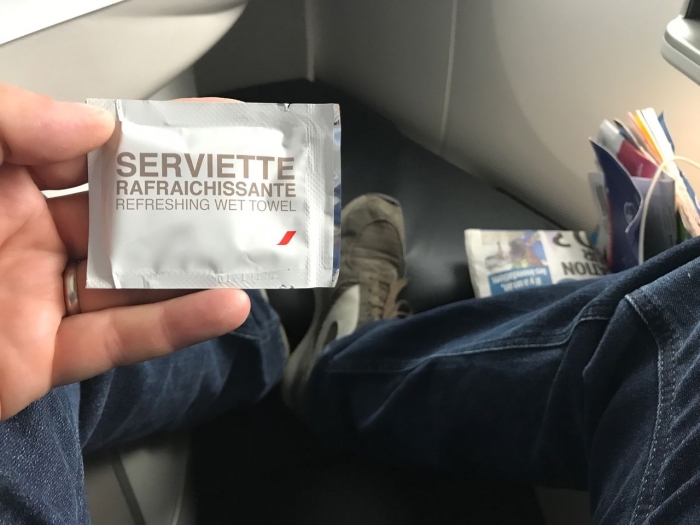 SERVIETTE
RAFRAICHISSANTE
REFRESHING WET TOWEL